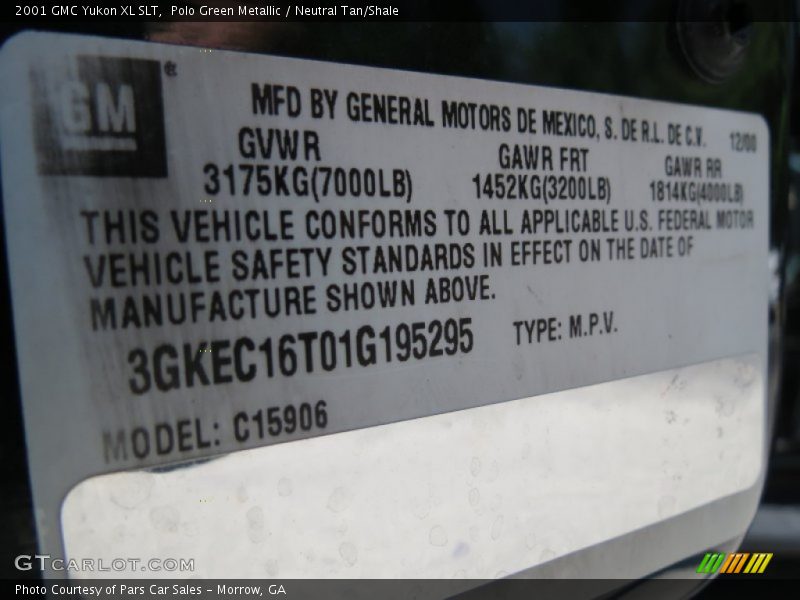 2001 GMC Yukon XL SLT,  Polo Green Metallic / Neutral Tan/Shale
GM ®
MFD BY GENERAL MOTORS DE MEXICO, S. DE R.L. DE C.V. 12/00
GVWR GAWR FRT GAWR RR
3175KG(7000LB) 1452KG(3200LB) 1814KG(4000LB)
THIS VEHICLE CONFORMS TO ALL APPLICABLE U.S. FEDERAL MOTOR
VEHICLE SAFETY STANDARDS IN EFFECT ON THE DATE OF
MANUFACTURE SHOWN ABOVE.
3GKEC16T01G195295 TYPE: M.P.V.
MODEL: C15906
GTCARLOT.COM
Photo Courtesy of Pars Car Sales - Morrow, GA